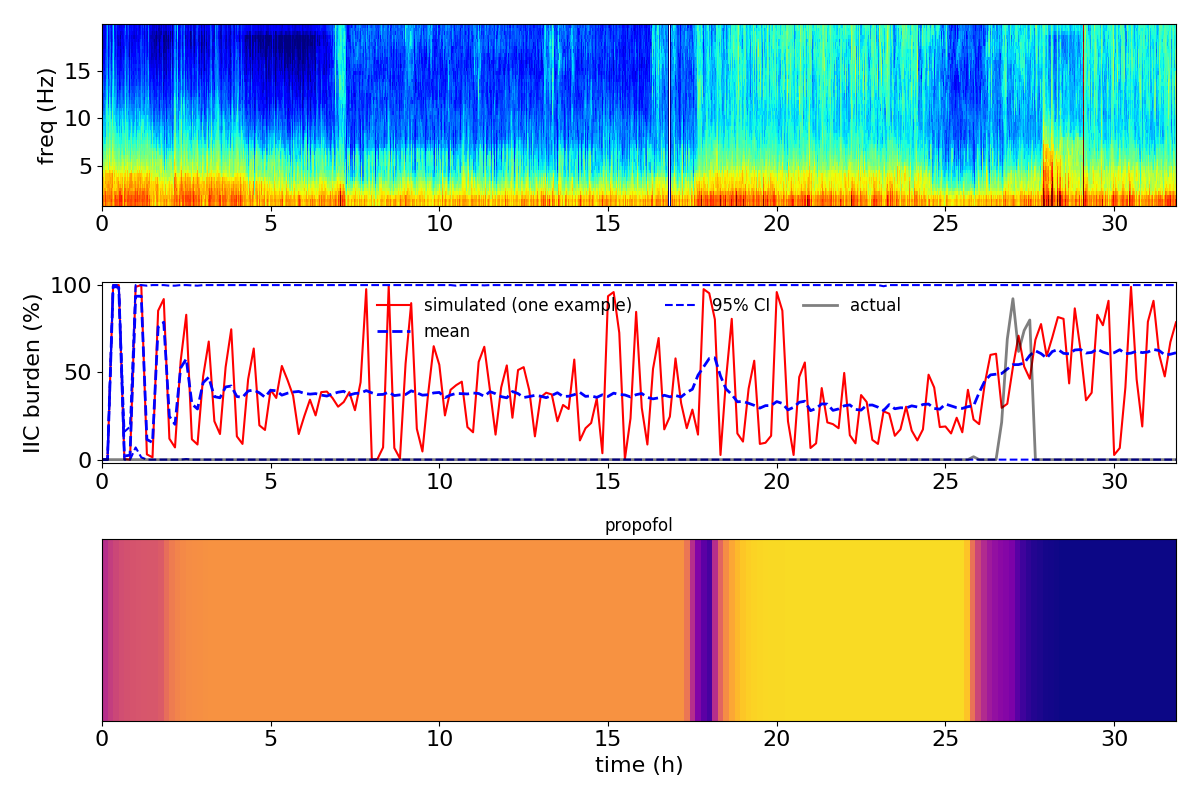 freq (Hz)
15
10
5
0 5 10 15 20 25 30
IIC burden (%)
100
50
0
simulated (one example) 95% CI actual
mean
0 5 10 15 20 25 30
propofol
0 5 10 15 20 25 30
time (h)